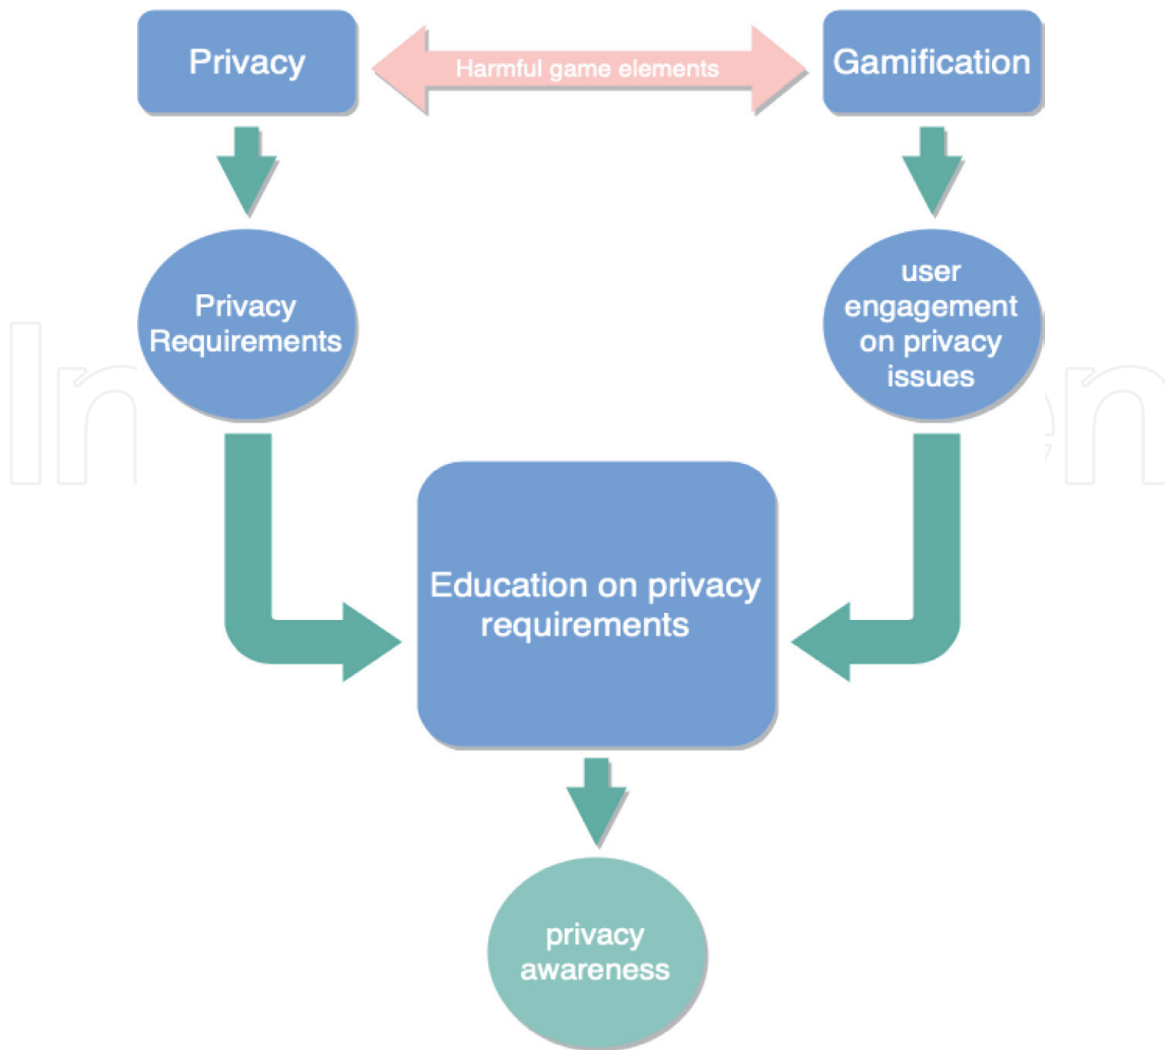 Privacy
Harmful game elements
Gamification
Privacy
Requirements
user
engagement
on privacy
issues
Education on privacy
requirements
privacy
awareness